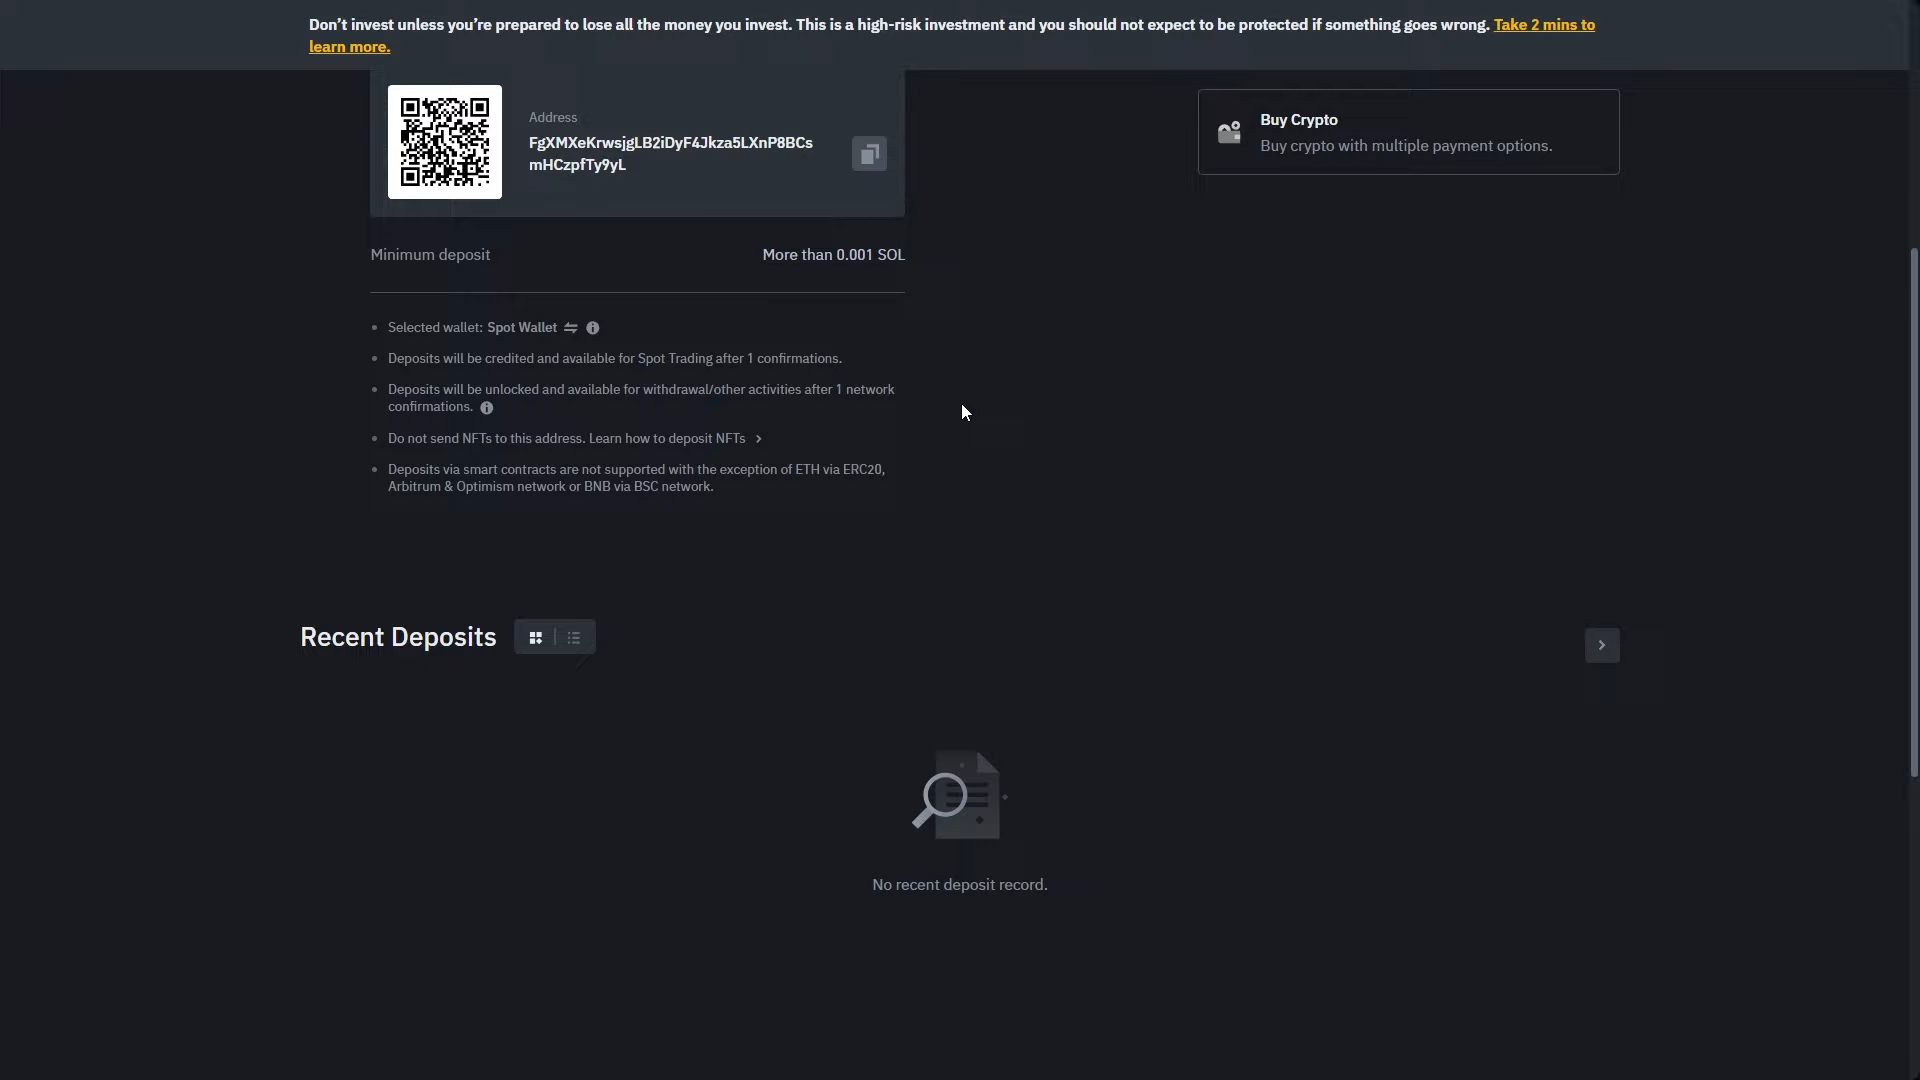 Don’t invest unless you’re prepared to lose all the money you invest. This is a high-risk investment and you should not expect to be protected if something goes wrong. Take 2 mins to
learn more.
Address
FgXMXeKrwsjgLB2iDyF4Jkza5LXnP8BCs
mHCzpfTy9yL
Buy Crypto
Buy crypto with multiple payment options.
Minimum deposit
More than 0.001 SOL
Selected wallet: Spot Wallet
Deposits will be credited and available for Spot Trading after 1 confirmations.
Deposits will be unlocked and available for withdrawal/other activities after 1 network
confirmations.
Do not send NFTs to this address. Learn how to deposit NFTs
Deposits via smart contracts are not supported with the exception of ETH via ERC20,
Arbitrum & Optimism network or BNB via BSC network.
Recent Deposits
No recent deposit record.